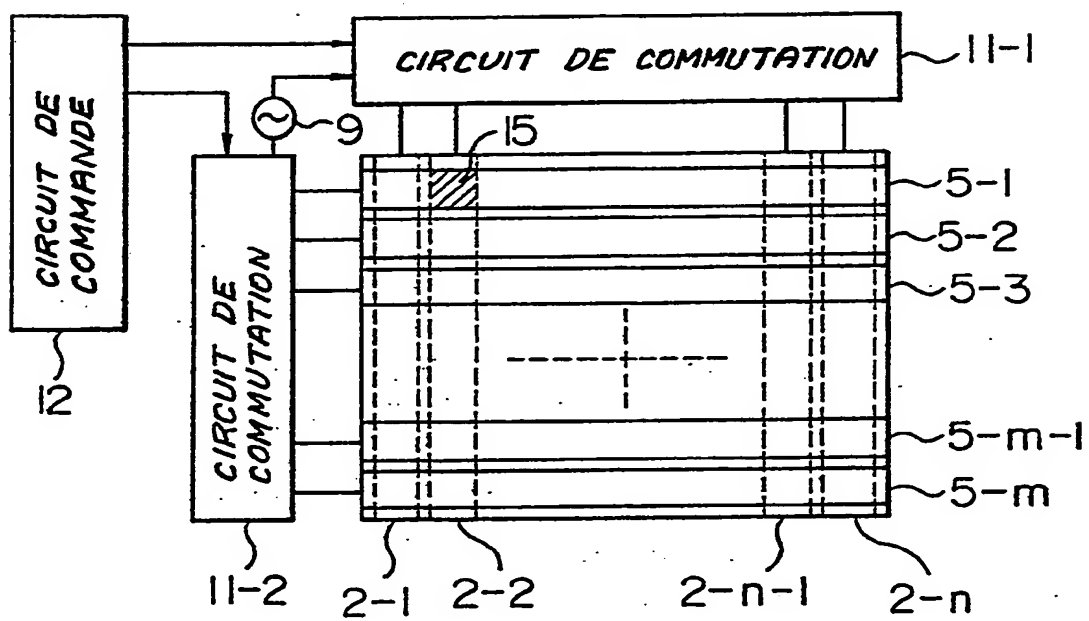 CIRCUIT DE COMMANDE
12
CIRCUIT DE COMMUTATION
11-1
9
15
CIRCUIT DE COMMUTATION
11-2
5-1
5-2
5-3
5-m-1
5-m
2-1
2-2
2-n-1
2-n